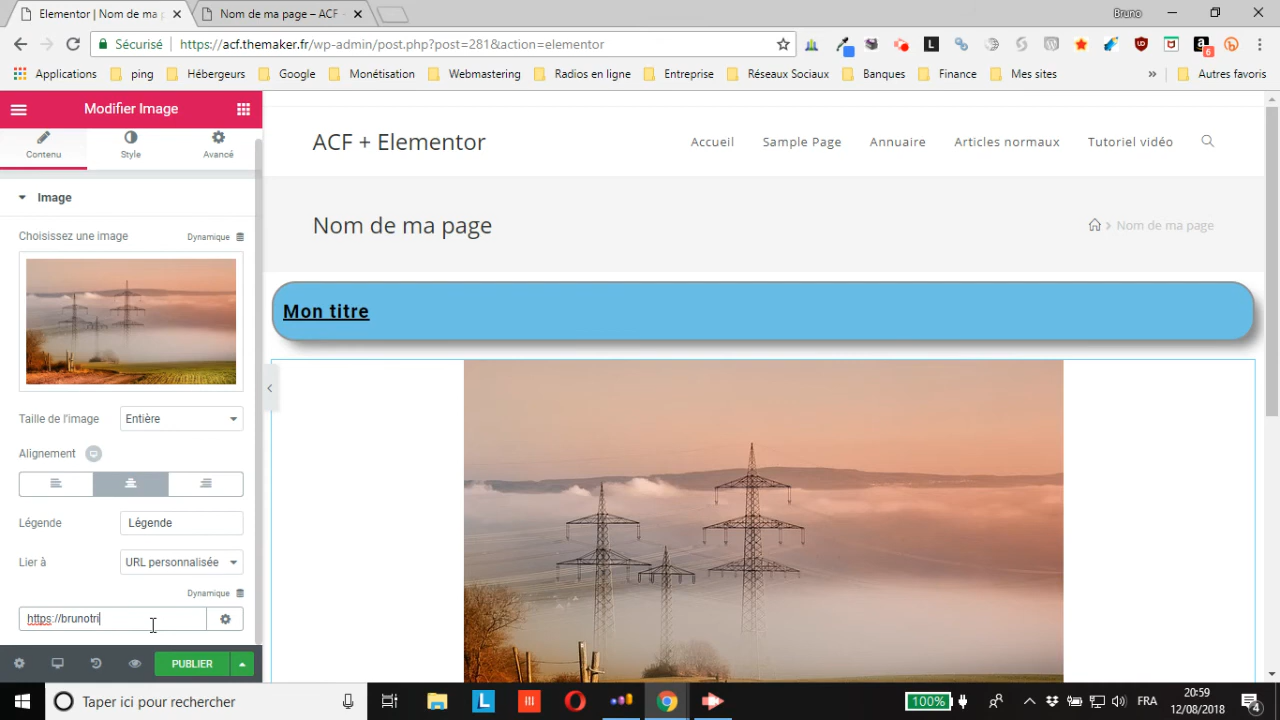 Elementor | Nom de ma p
Nom de ma page – ACF -
Bruno
Sécurisé
https://acf.themaker.fr/wp-admin/post.php?post=281&action=elementor
6
Applications
ping
Hébergeurs
Google
Monétisation
Webmastering
Radios en ligne
Entreprise
Réseaux Sociaux
Banques
Finance
Mes sites
»
Autres favoris
Modifier Image
Contenu
Style
Avancé
Image
Choisissez une image
Dynamique
Taille de l'image
Entière
Alignement
Légende
Légende
Lier à
URL personnalisée
Dynamique
https://brunotri
PUBLIER
ACF + Elementor
Accueil
Sample Page
Annuaire
Articles normaux
Tutoriel vidéo
Nom de ma page
Nom de ma page
Mon titre
Taper ici pour rechercher
100%
FRA
20:59
12/08/2018
4